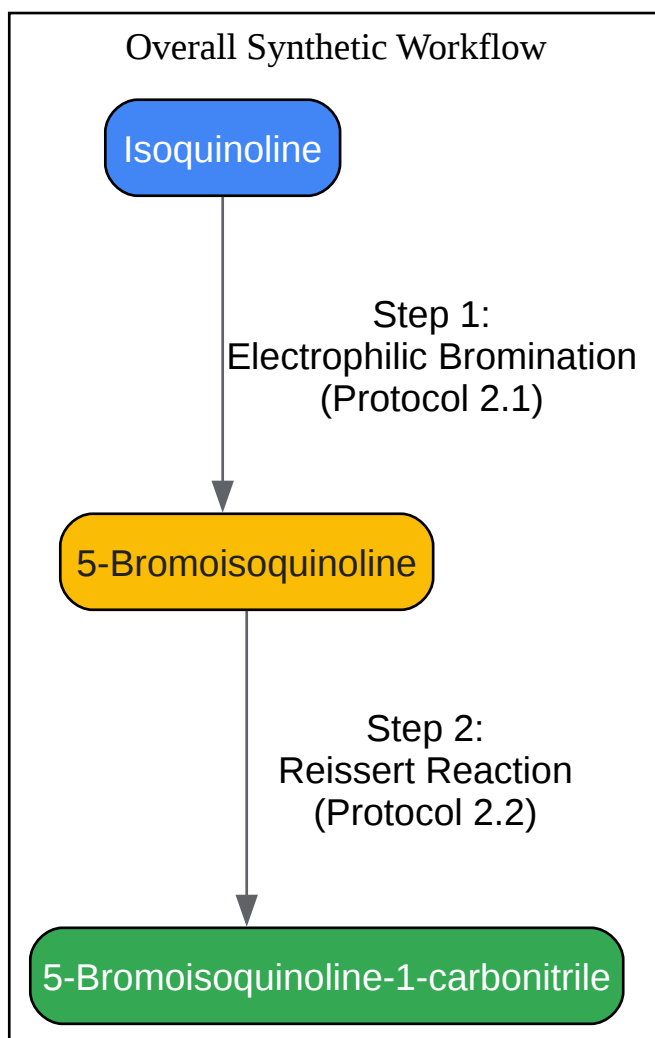 Overall Synthetic Workflow
Isoquinoline
Step 1:
Electrophilic Bromination
(Protocol 2.1)
5-Bromoisoquinoline
Step 2:
Reissert Reaction
(Protocol 2.2)
5-Bromoisoquinoline-1-carbonitrile